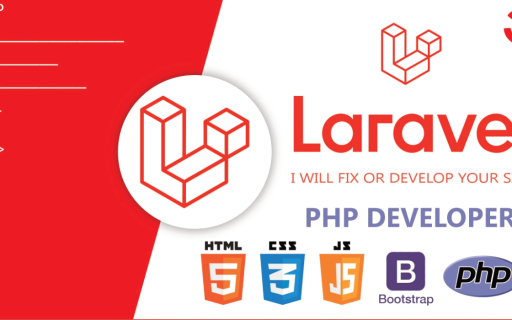 Larave
I WILL FIX OR DEVELOP YOUR S
PHP DEVELOPER
HTML CSS JS
5 3 JS B php
Bootstrap